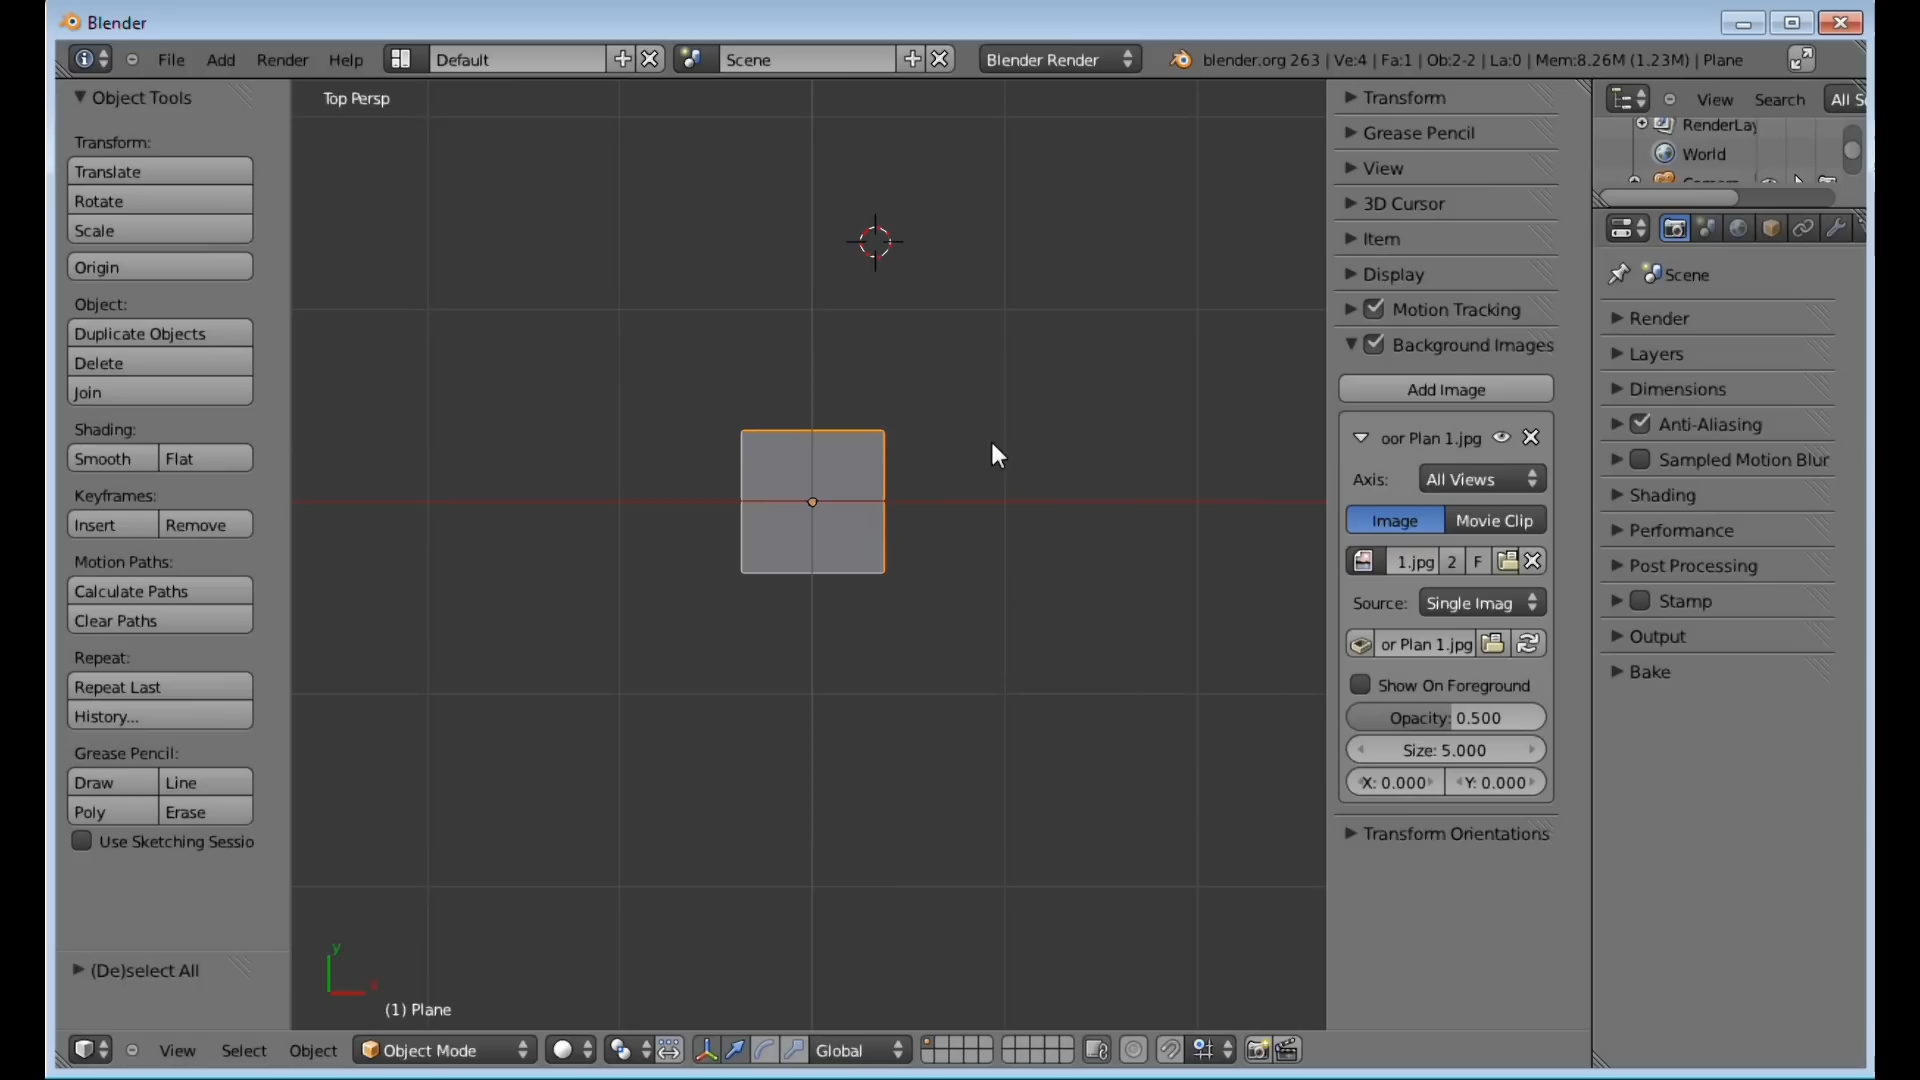 Blender
File Add Render Help Default Scene Blender Render blender.org 263 | Ve:4 | Fa:1 | Ob:2-2 | La:0 | Mem:8.26M (1.23M) | Plane
Object Tools
Transform:
Translate
Rotate
Scale
Origin
Object:
Duplicate Objects
Delete
Join
Shading:
Smooth Flat
Keyframes:
Insert Remove
Motion Paths:
Calculate Paths
Clear Paths
Repeat:
Repeat Last
History...
Grease Pencil:
Draw Line
Poly Erase
Use Sketching Sessio
(De)select All
Top Persp
y
x
(1) Plane
View Select Object Object Mode Global
Transform
Grease Pencil
View
3D Cursor
Item
Display
Motion Tracking
Background Images
Add Image
oor Plan 1.jpg
Axis: All Views
Image Movie Clip
1.jpg 2 F
Source: Single Imag
or Plan 1.jpg
Show On Foreground
Opacity: 0.500
Size: 5.000
X: 0.000 Y: 0.000
Transform Orientations
View Search All S
RenderLay
World
Scene
Render
Layers
Dimensions
Anti-Aliasing
Sampled Motion Blur
Shading
Performance
Post Processing
Stamp
Output
Bake